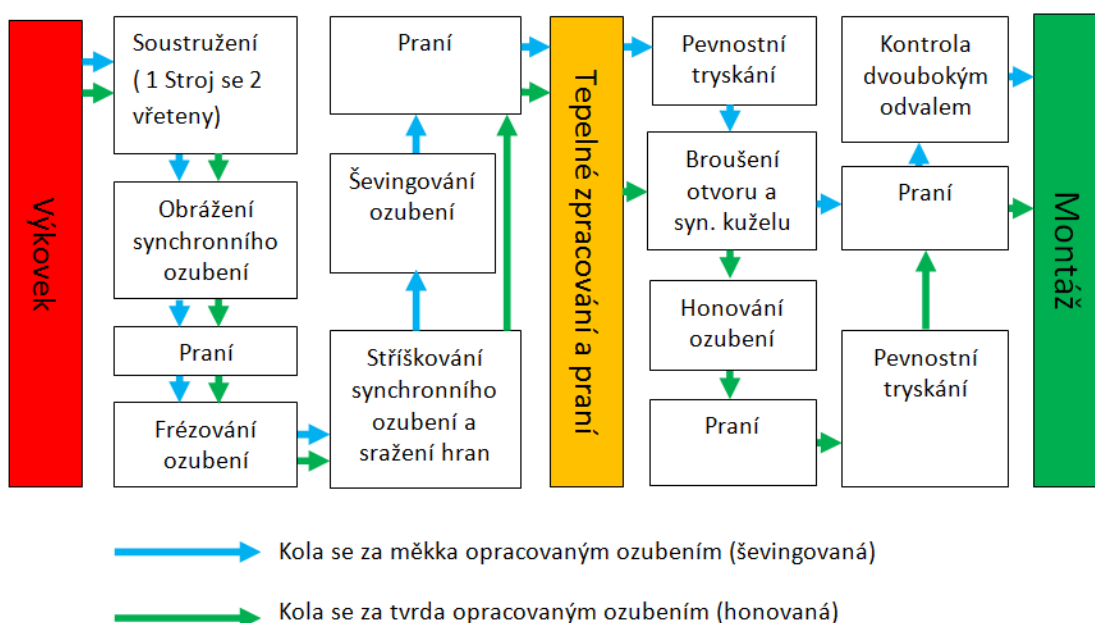 Výkovek
Soustružení
( 1 Stroj se 2
vřeteny)
Obrážení
synchronního
ozubení
Praní
Frézování
ozubení
Praní
Ševingování
ozubení
Stříškování
synchronního
ozubení a
sražení hran
Tepelné zpracování a praní
Pevnostní
tryskání
Broušení
otvoru a
syn. kuželu
Honování
ozubení
Praní
Kontrola
dvoubokým
odvalem
Praní
Pevnostní
tryskání
Montáž
Kola se za měkka opracovaným ozubením (ševingovaná)
Kola se za tvrda opracovaným ozubením (honovaná)